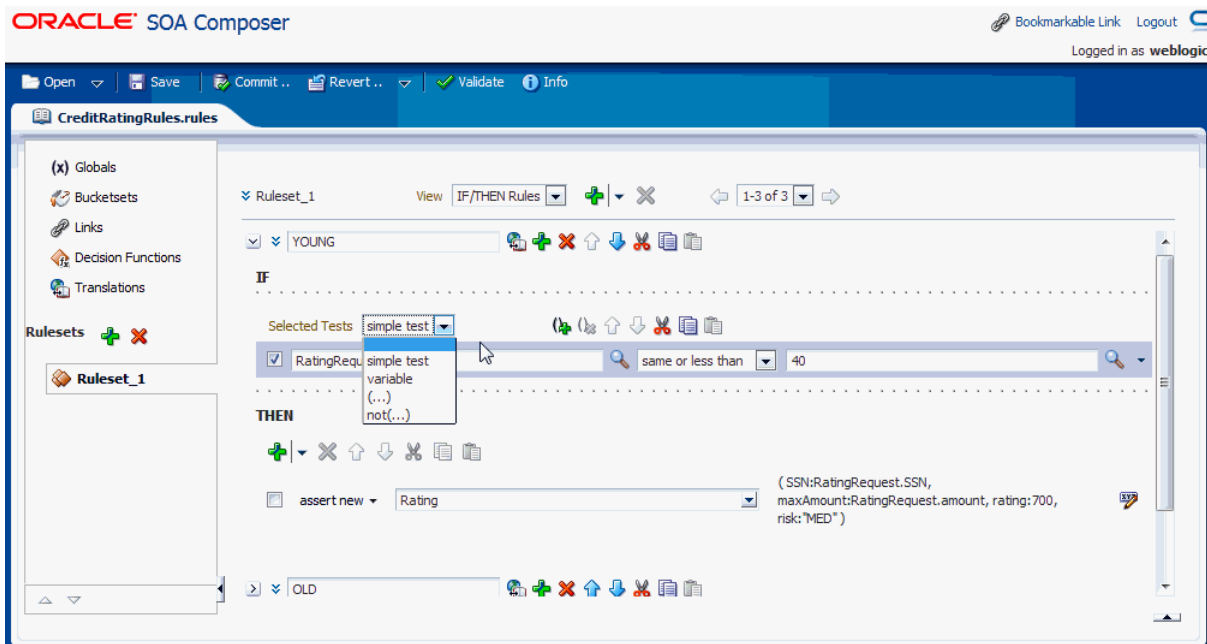 ORACLE SOA Composer
Bookmarkable Link Logout
Logged in as weblogic
Open Save Commit .. Revert .. Validate Info
CreditRatingRules.rules
(x) Globals
Bucketsets
Links
Decision Functions
Translations
Rulesets
Ruleset_1
Ruleset_1 View IF/THEN Rules 1-3 of 3
YOUNG
IF
Selected Tests simple test
RatingRequ same or less than 40
simple test
variable
(...)
not(...)
THEN
assert new Rating
( SSN:RatingRequest.SSN,
maxAmount:RatingRequest.amount, rating:700,
risk:"MED" )
OLD